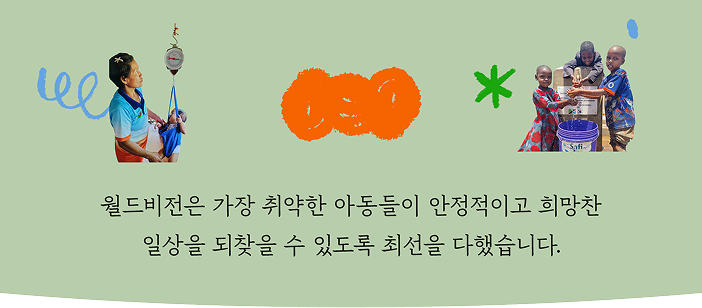 Safi
월드비전은 가장 취약한 아동들이 안정적이고 희망찬
일상을 되찾을 수 있도록 최선을 다했습니다.